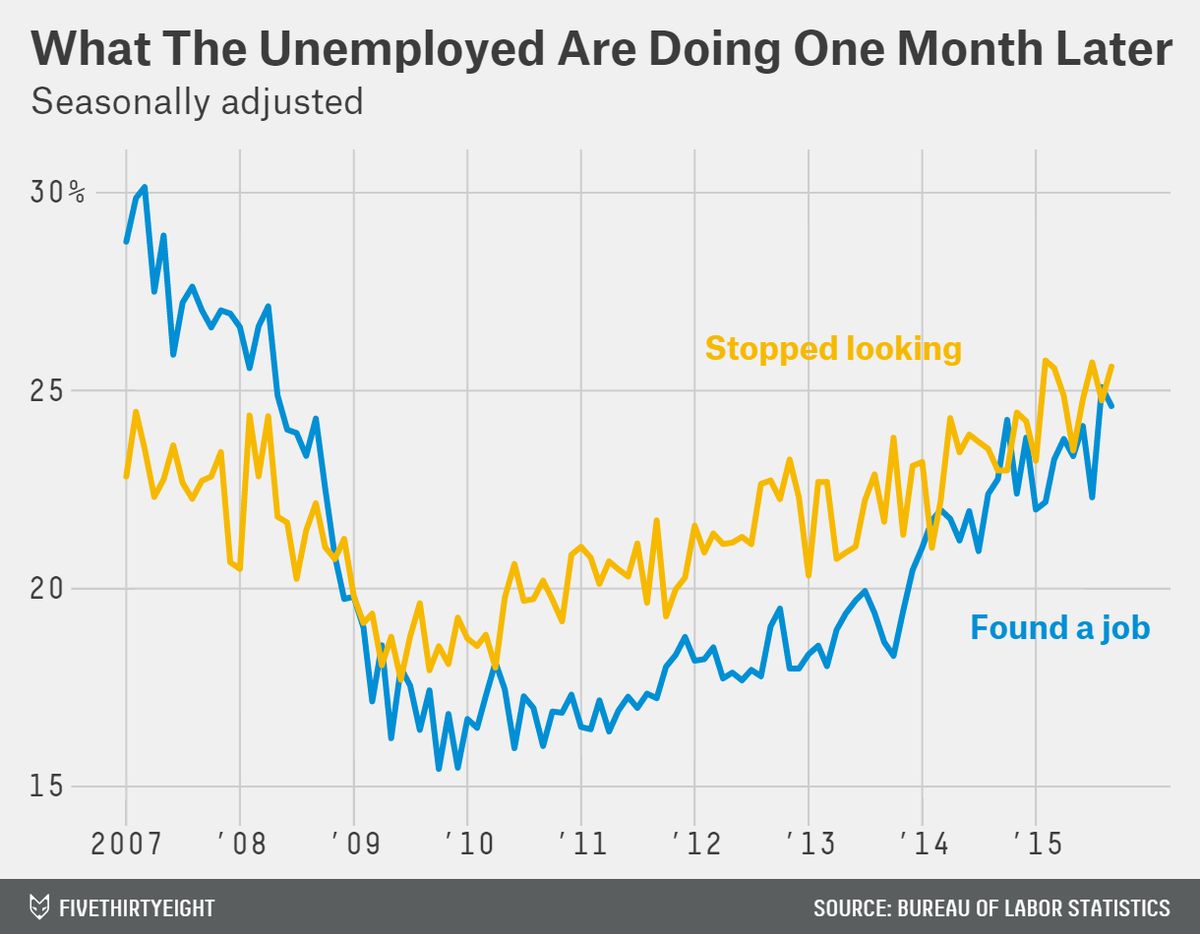 What The Unemployed Are Doing One Month Later
Seasonally adjusted
30%
Stopped looking
25
20
Found a job
15
2007 ’08 ’09 ’10 ’11 ’12 ’13 ’14 ’15
FIVETHIRTYEIGHT SOURCE: BUREAU OF LABOR STATISTICS